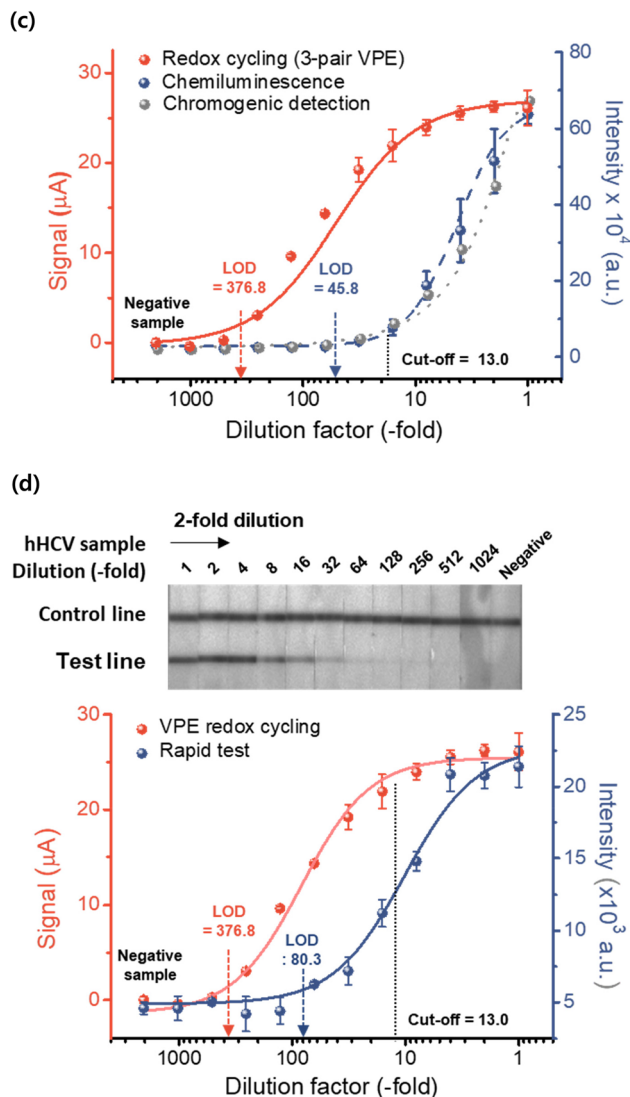 (c)
Redox cycling (3-pair VPE)
Chemiluminescence
Chromogenic detection
Signal (μA)
30
20
10
0
Intensity x 10⁴ (a.u.)
80
60
40
20
0
LOD
= 376.8
LOD
= 45.8
Negative
sample
Cut-off = 13.0
1000
100
10
1
Dilution factor (-fold)
(d)
2-fold dilution
hHCV sample
Dilution (-fold)
1 2 4 8 16 32 64 128 256 512 1024 Negative
Control line
Test line
VPE redox cycling
Rapid test
Signal (μA)
30
20
10
0
Intensity (x10³ a.u.)
25
20
15
10
5
LOD
= 376.8
LOD
: 80.3
Negative
sample
Cut-off = 13.0
1000
100
10
1
Dilution factor (-fold)